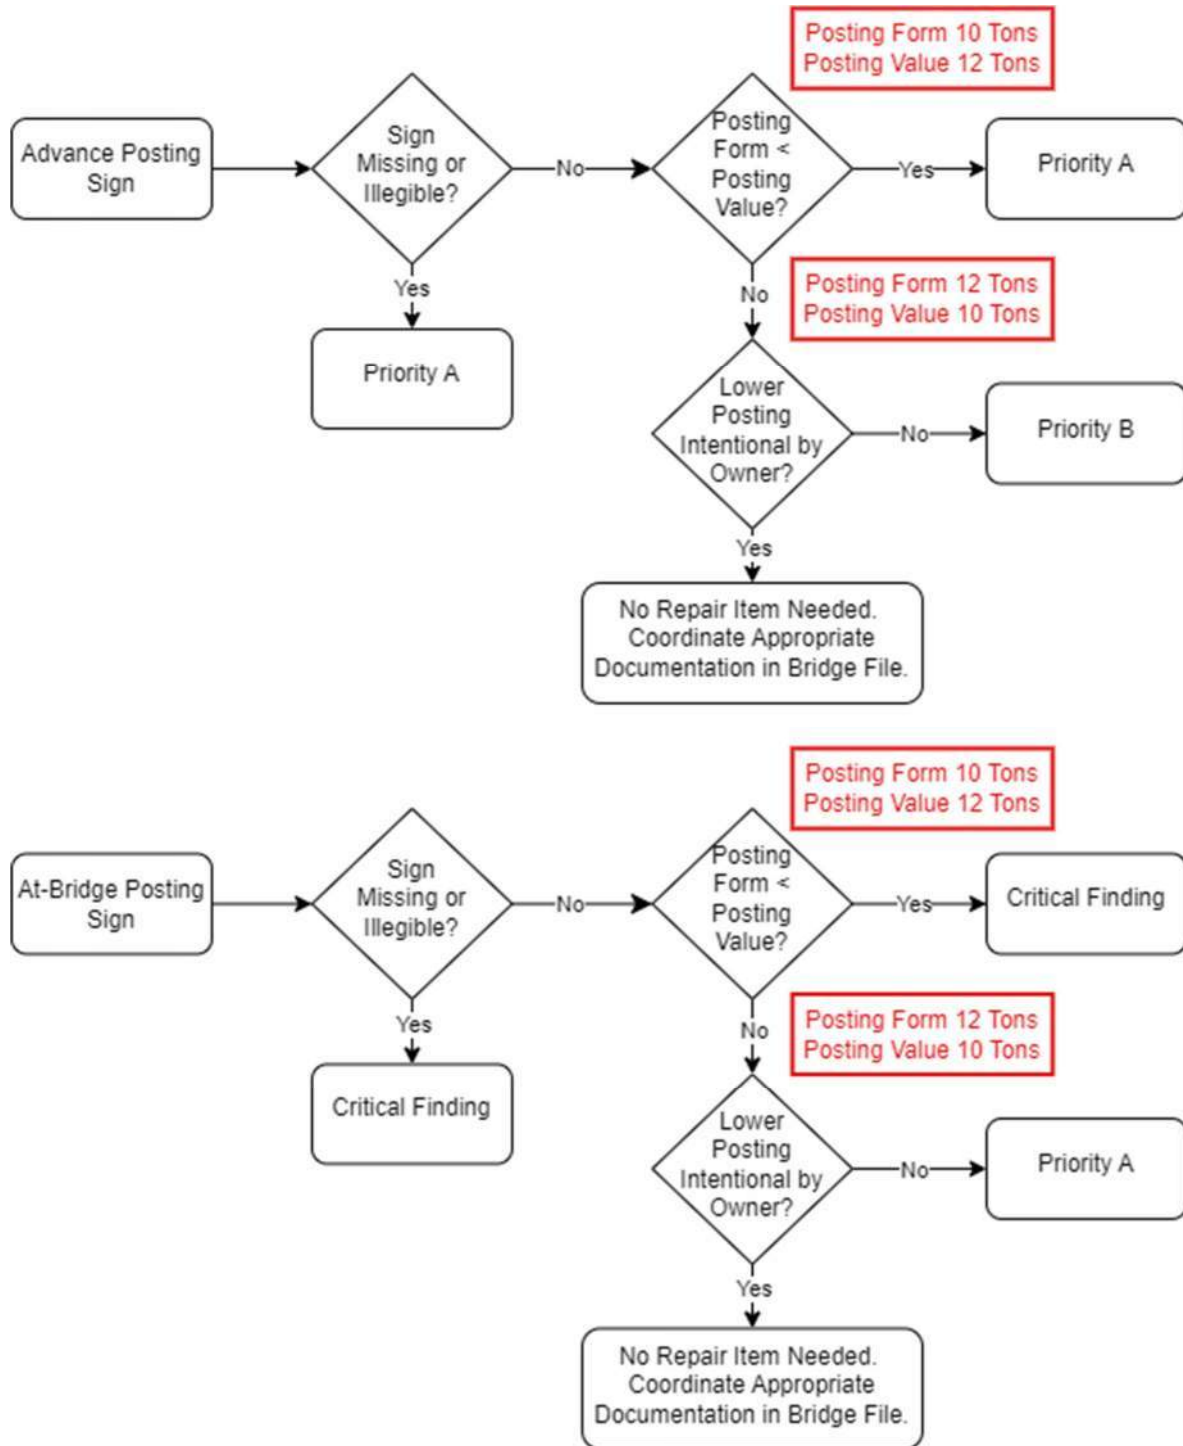 Posting Form 10 Tons
Posting Value 12 Tons
Advance Posting
Sign
Sign
Missing or
Illegible?
No
Posting
Form <
Posting
Value?
Yes
Priority A
Yes
Priority A
No
Posting Form 12 Tons
Posting Value 10 Tons
Lower
Posting
Intentional by
Owner?
No
Priority B
Yes
No Repair Item Needed.
Coordinate Appropriate
Documentation in Bridge File.
Posting Form 10 Tons
Posting Value 12 Tons
At-Bridge Posting
Sign
Sign
Missing or
Illegible?
No
Posting
Form <
Posting
Value?
Yes
Critical Finding
Yes
Critical Finding
No
Posting Form 12 Tons
Posting Value 10 Tons
Lower
Posting
Intentional by
Owner?
No
Priority A
Yes
No Repair Item Needed.
Coordinate Appropriate
Documentation in Bridge File.